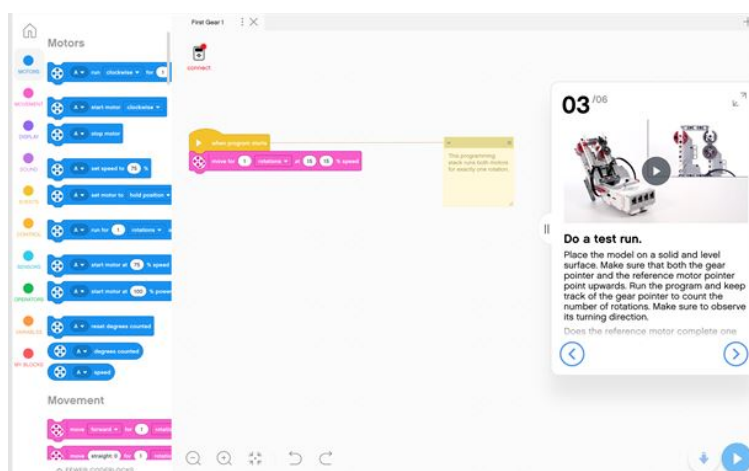 First Gear 1
connect
MOTORS
MOVEMENT
DISPLAY
SOUND
EVENTS
CONTROL
SENSORS
OPERATORS
VARIABLES
MY BLOCKS
Motors
A run clockwise for 1
A start motor clockwise
A stop motor
A set speed to 75 %
A set motor to hold position
A run for 1 rotations
A start motor at 75 % speed
A start motor at 100 % power
A reset degrees counted
A degrees counted
A speed
Movement
move forward for 1 rotations
move straight: 0 for 1
FEWER CODEBLOCKS
when program starts
move for 1 rotations at 15 15 % speed
This programming
stack runs both motors
for exactly one rotation.
03 /06
Do a test run.
Place the model on a solid and level
surface. Make sure that both the gear
pointer and the reference motor pointer
point upwards. Run the program and keep
track of the gear pointer to count the
number of rotations. Make sure to observe
its turning direction.
Does the reference motor complete one